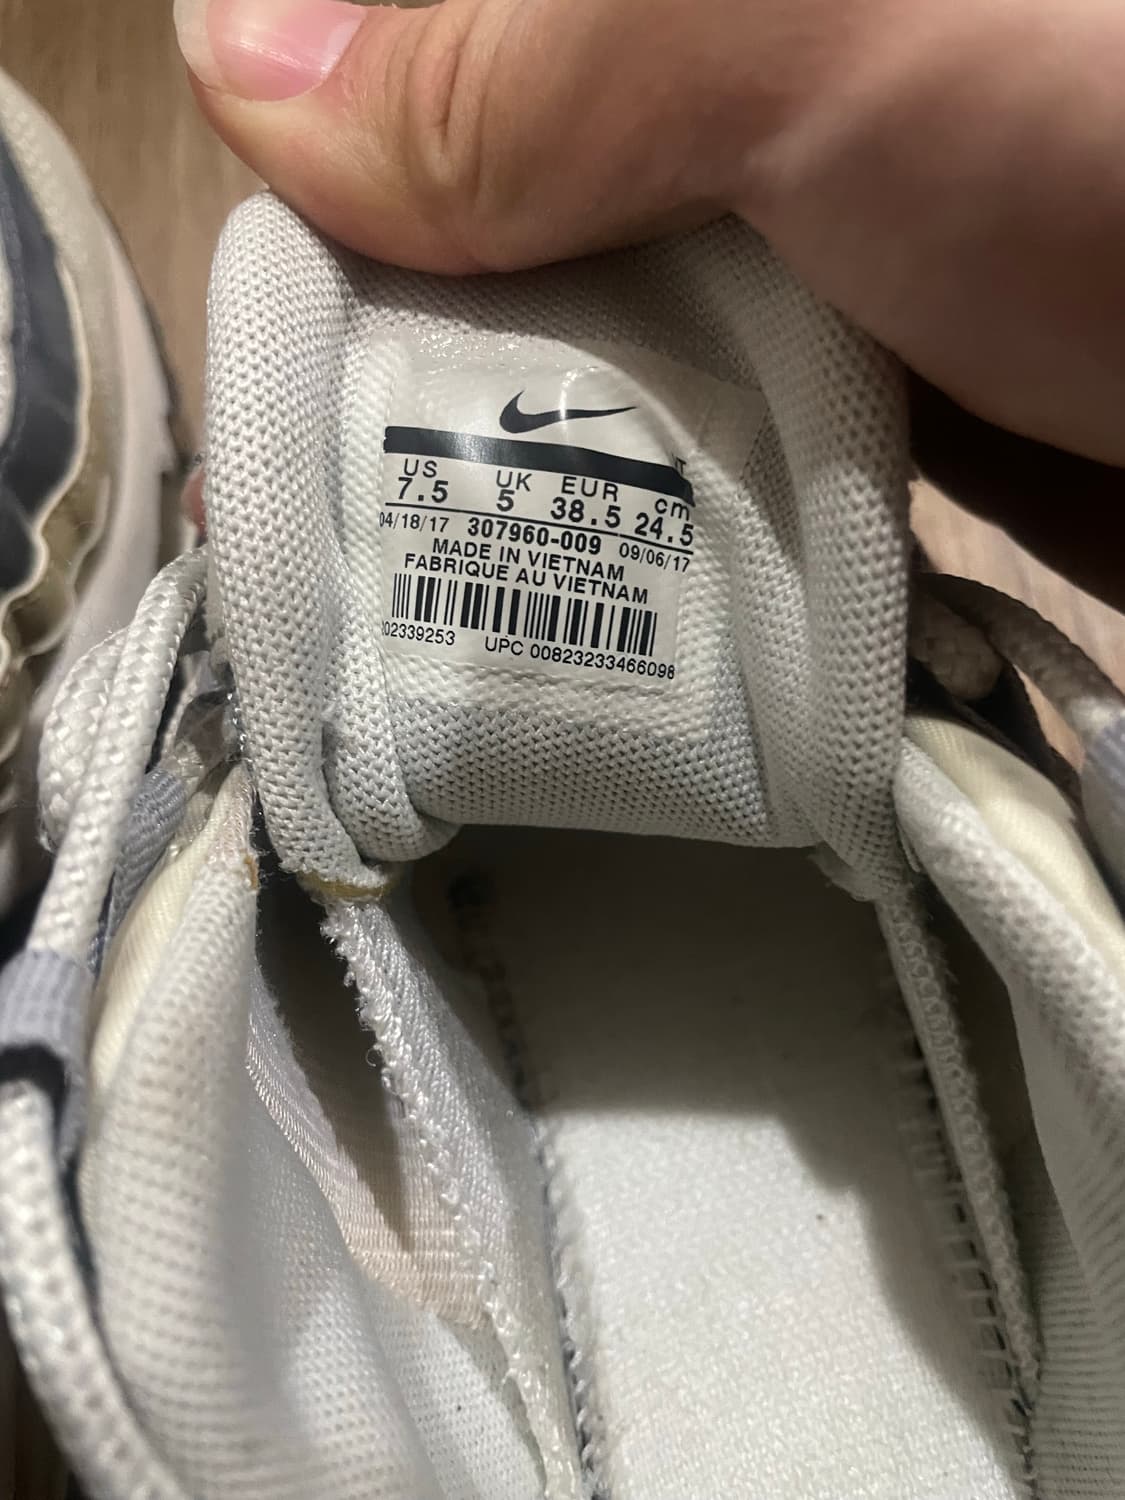 US UK EUR cm
7.5 5 38.5 24.5
04/18/17 307960-009 09/06/17
MADE IN VIETNAM
FABRIQUE AU VIETNAM
02339253 UPC 00823233466098